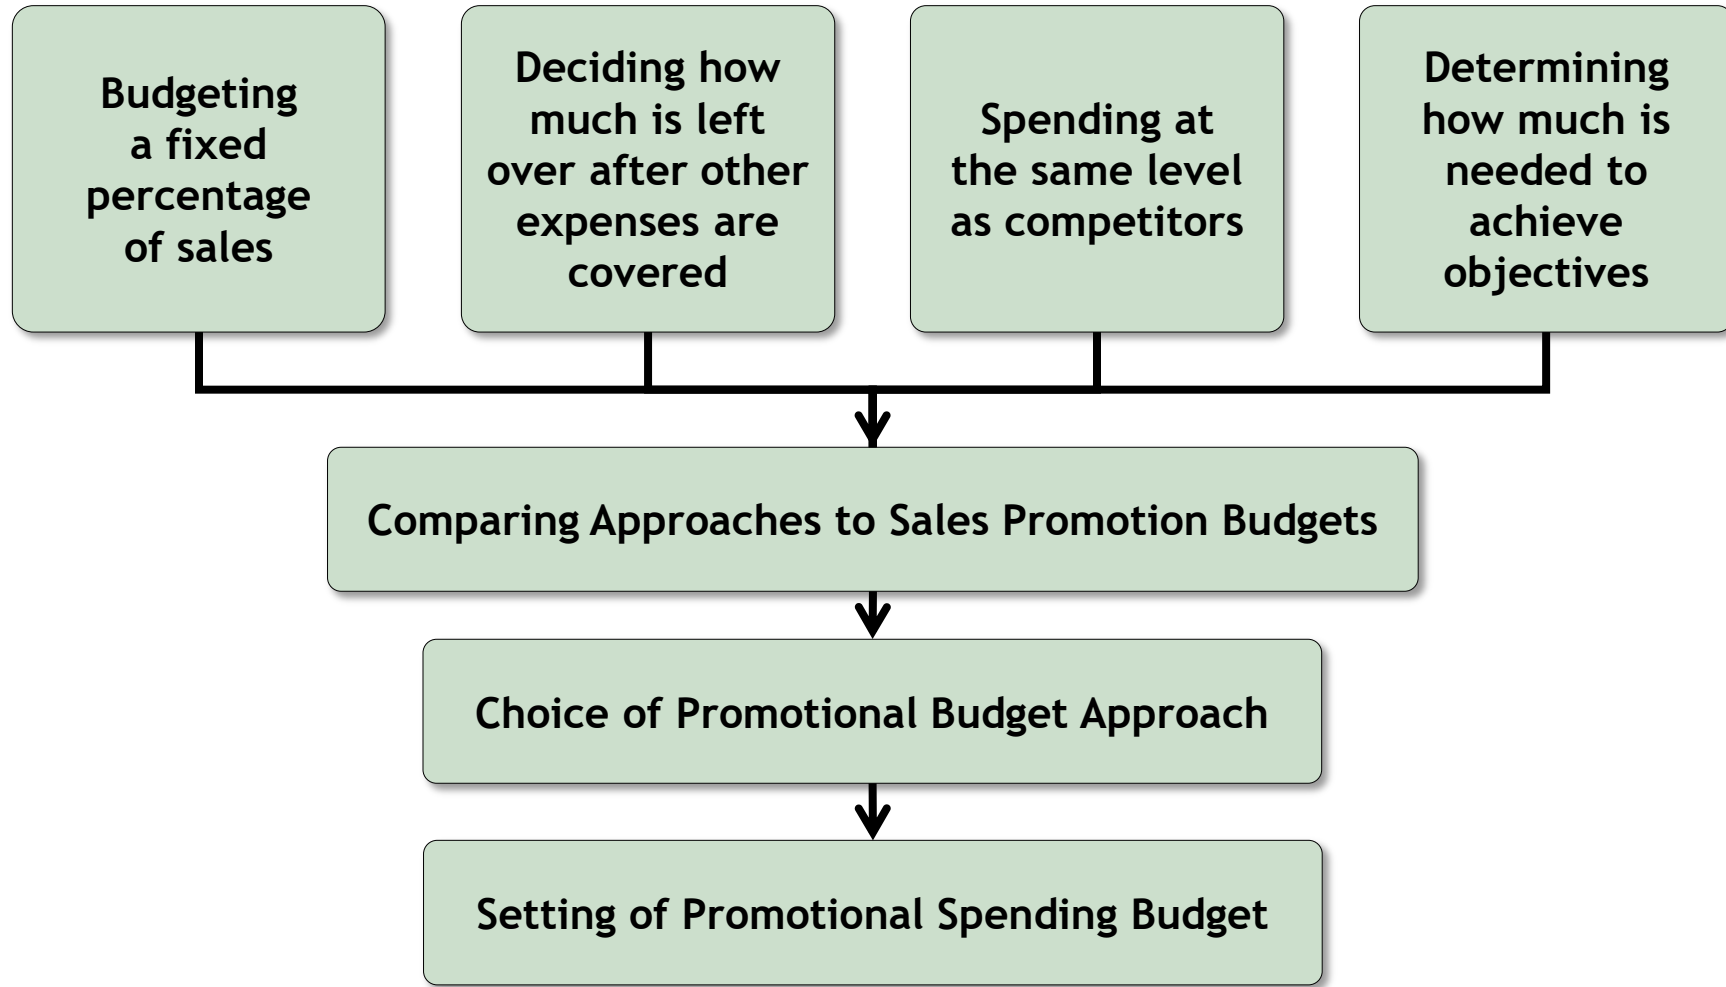 Budgeting
a fixed
percentage
of sales
Deciding how
much is left
over after other
expenses are
covered
Spending at
the same level
as competitors
Determining
how much is
needed to
achieve
objectives
Comparing Approaches to Sales Promotion Budgets
Choice of Promotional Budget Approach
Setting of Promotional Spending Budget